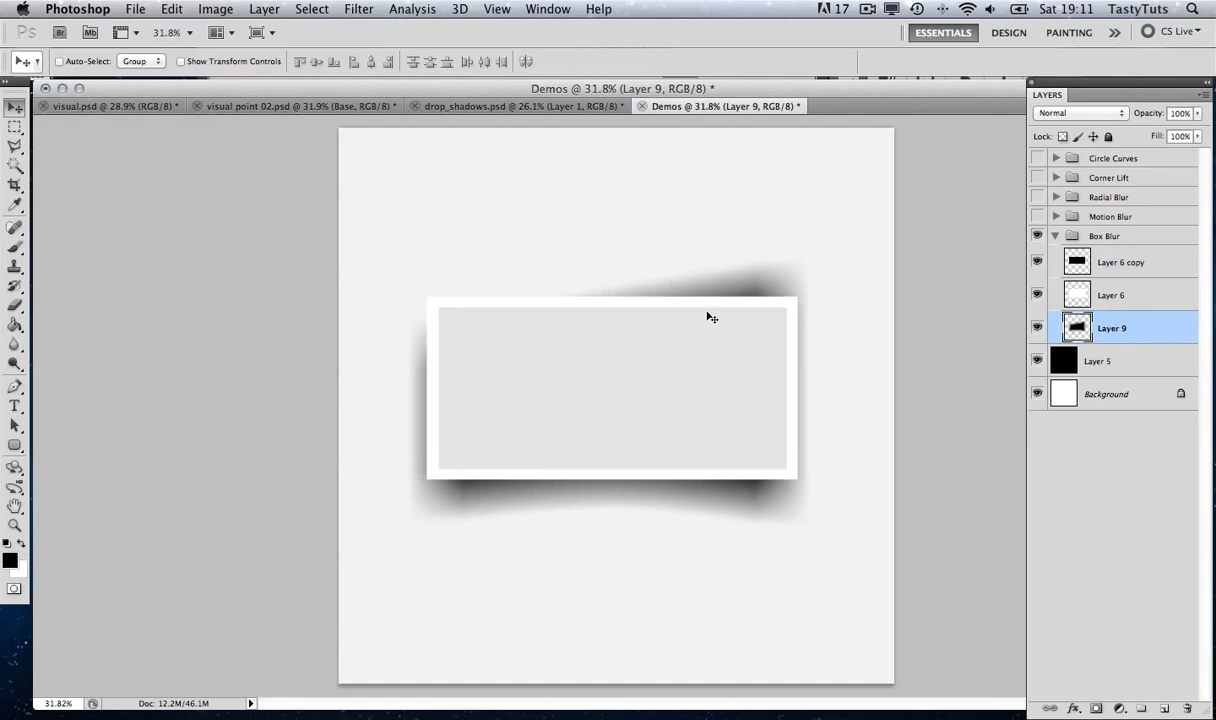 Photoshop File Edit Image Layer Select Filter Analysis 3D View Window Help 17 Sat 19:11 TastyTuts
Ps Br Mb 31.8% ESSENTIALS DESIGN PAINTING CS Live
Auto-Select: Group Show Transform Controls
Demos @ 31.8% (Layer 9, RGB/8) *
visual.psd @ 28.9% (RGB/8) * visual point 02.psd @ 31.9% (Base, RGB/8) * drop_shadows.psd @ 26.1% (Layer 1, RGB/8) * Demos @ 31.8% (Layer 9, RGB/8) *
LAYERS
Normal Opacity: 100%
Lock: Fill: 100%
Circle Curves
Corner Lift
Radial Blur
Motion Blur
Box Blur
Layer 6 copy
Layer 6
Layer 9
Layer 5
Background
31.82% Doc: 12.2M/46.1M